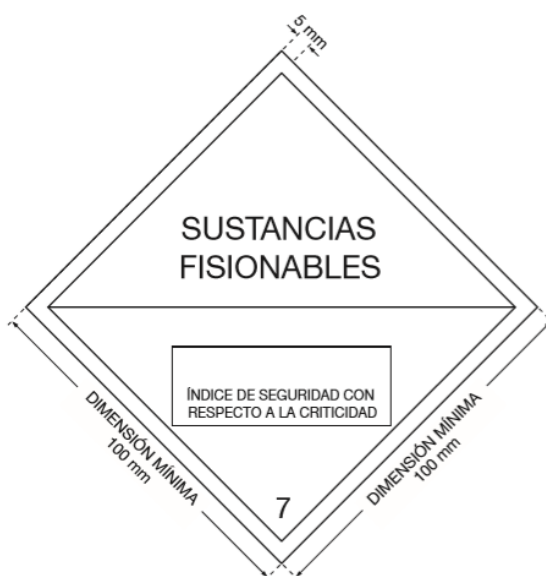 5 mm
SUSTANCIAS
FISIONABLES
ÍNDICE DE SEGURIDAD CON
RESPECTO A LA CRITICIDAD
DIMENSIÓN MÍNIMA
100 mm
DIMENSIÓN MÍNIMA
100 mm
7